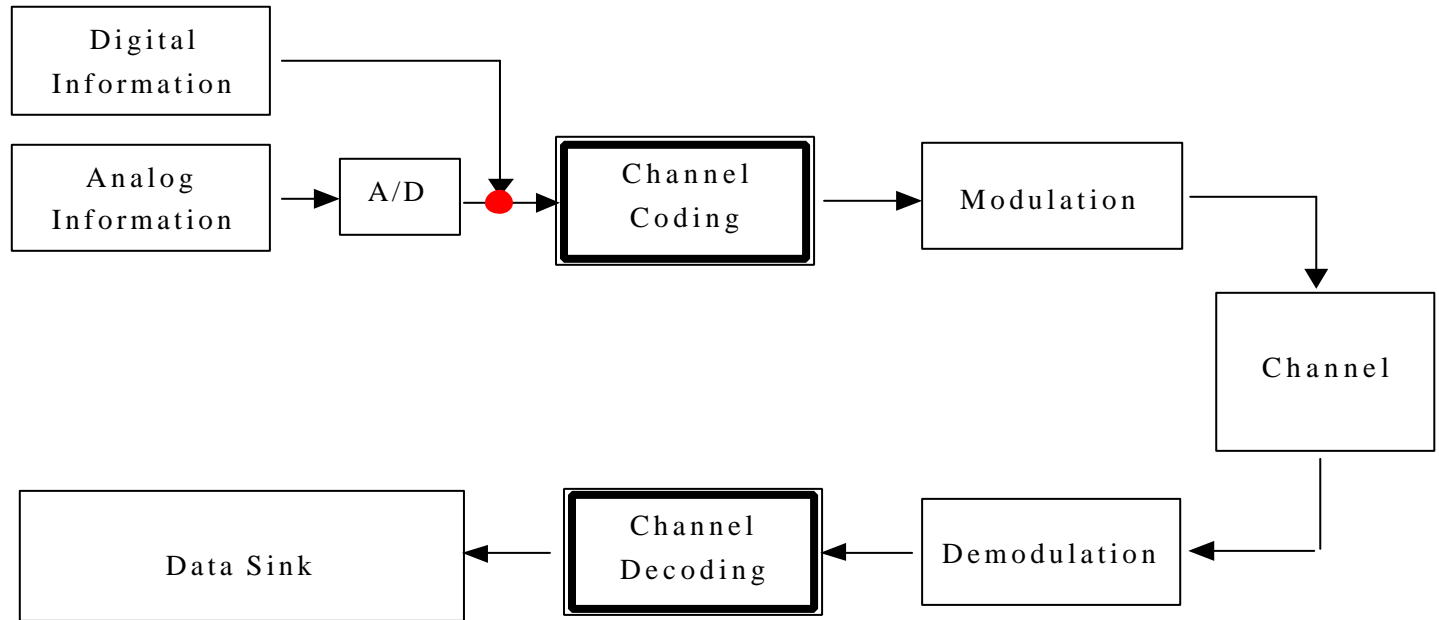 Digital
Information
Analog
Information
A/D
Channel
Coding
Modulation
Channel
Data Sink
Channel
Decoding
Demodulation